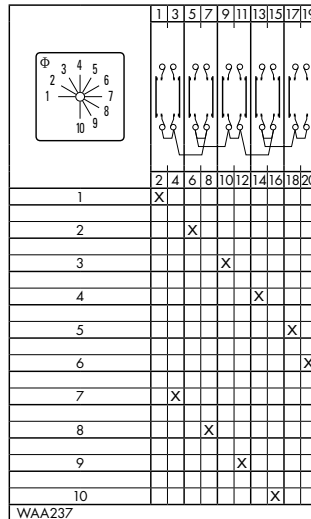 1 3 5 7 9 11 13 15 17 19
Φ
1 2 3 4 5 6 7 8 9 10
2 4 6 8 10 12 14 16 18 20
1 X
2 X
3 X
4 X
5 X
6 X
7 X
8 X
9 X
10 X
WAA237